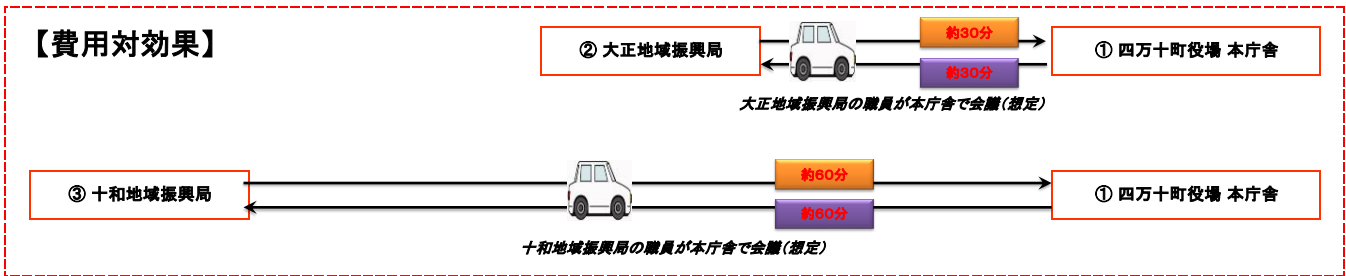 【費用対効果】
② 大正地域振興局
約30分
① 四万十町役場 本庁舎
約30分
大正地域振興局の職員が本庁舎で会議(想定)
③ 十和地域振興局
約60分
① 四万十町役場 本庁舎
約60分
十和地域振興局の職員が本庁舎で会議(想定)